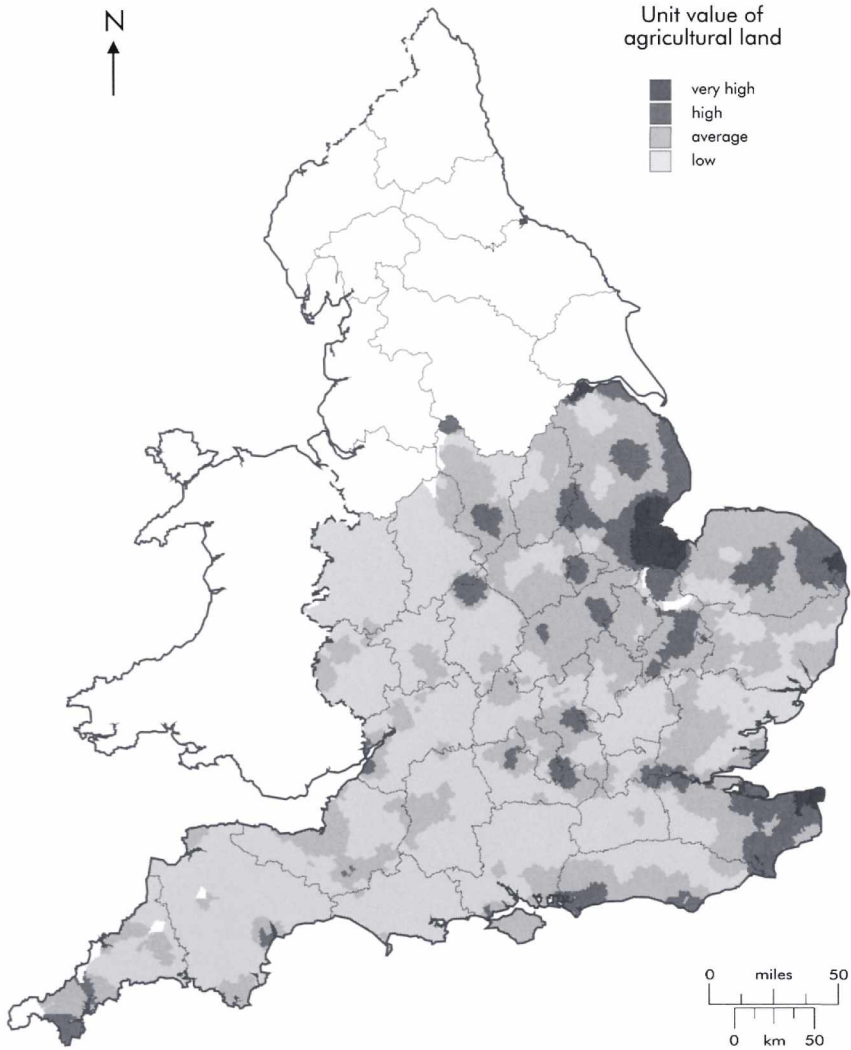 N
Unit value of
agricultural land
very high
high
average
low
0 miles 50
0 km 50